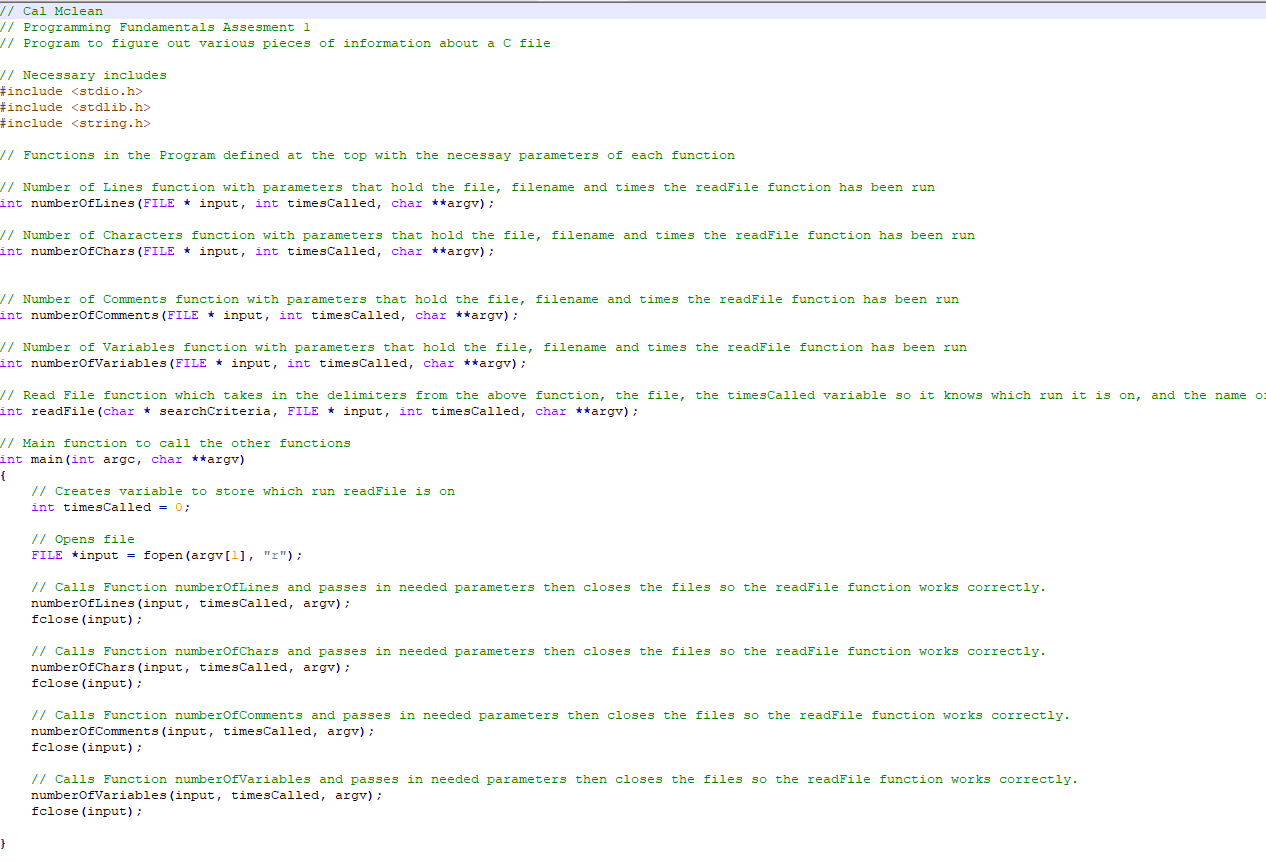 // Cal Mclean
// Programming Fundamentals Assesment 1
// Program to figure out various pieces of information about a C file
// Necessary includes
#include <stdio.h>
#include <stdlib.h>
#include <string.h>
// Functions in the Program defined at the top with the necessay parameters of each function
// Number of Lines function with parameters that hold the file, filename and times the readFile function has been run
int numberOfLines(FILE * input, int timesCalled, char **argv);
// Number of Characters function with parameters that hold the file, filename and times the readFile function has been run
int numberOfChars(FILE * input, int timesCalled, char **argv);
// Number of Comments function with parameters that hold the file, filename and times the readFile function has been run
int numberOfComments(FILE * input, int timesCalled, char **argv);
// Number of Variables function with parameters that hold the file, filename and times the readFile function has been run
int numberOfVariables(FILE * input, int timesCalled, char **argv);
// Read File function which takes in the delimiters from the above function, the file, the timesCalled variable so it knows which run it is on, and the name
int readFile(char * searchCriteria, FILE * input, int timesCalled, char **argv);
// Main function to call the other functions
int main(int argc, char **argv)
{
// Creates variable to store which run readFile is on
int timesCalled = 0;
// Opens file
FILE *input = fopen(argv[1], "r");
// Calls Function numberOfLines and passes in needed parameters then closes the files so the readFile function works correctly.
numberOfLines(input, timesCalled, argv);
fclose(input);
// Calls Function numberOfChars and passes in needed parameters then closes the files so the readFile function works correctly.
numberOfChars(input, timesCalled, argv);
fclose(input);
// Calls Function numberOfComments and passes in needed parameters then closes the files so the readFile function works correctly.
numberOfComments(input, timesCalled, argv);
fclose(input);
// Calls Function numberOfVariables and passes in needed parameters then closes the files so the readFile function works correctly.
numberOfVariables(input, timesCalled, argv);
fclose(input);
}